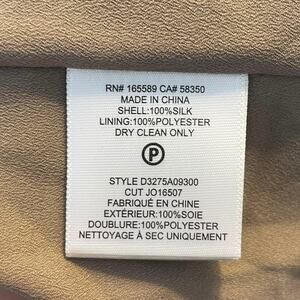 RN# 165589 CA# 58350
MADE IN CHINA
SHELL:100%SILK
LINING:100%POLYESTER
DRY CLEAN ONLY
P
STYLE D3275A09300
CUT JO16507
FABRIQUÉ EN CHINE
EXTÉRIEUR:100%SOIE
DOUBLURE:100%POLYESTER
NETTOYAGE À SEC UNIQUEMENT